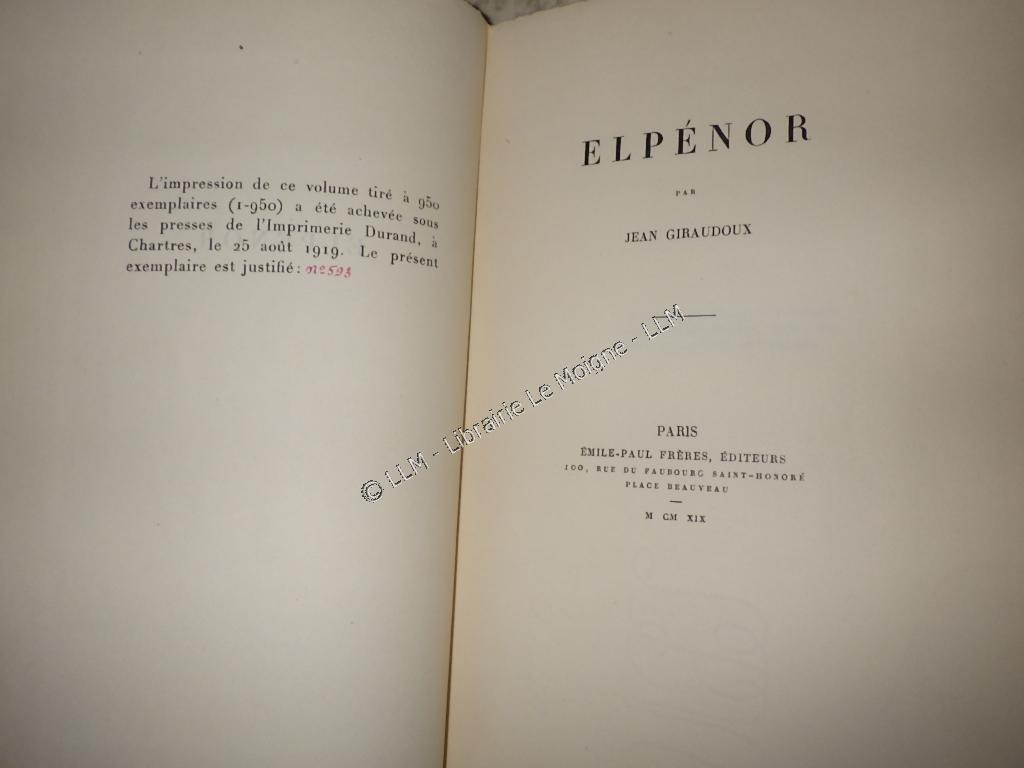 L'impression de ce volume tiré à 950
exemplaires (1-950) a été achevée sous
les presses de l'Imprimerie Durand, à
Chartres, le 25 août 1919. Le présent
exemplaire est justifié : nº 593
ELPÉNOR
PAR
JEAN GIRAUDOUX
PARIS
ÉMILE-PAUL FRÈRES, ÉDITEURS
100, RUE DU FAUBOURG SAINT-HONORÉ
PLACE BEAUVEAU
M CM XIX
© LLM - Librairie Le Moigne - LLM